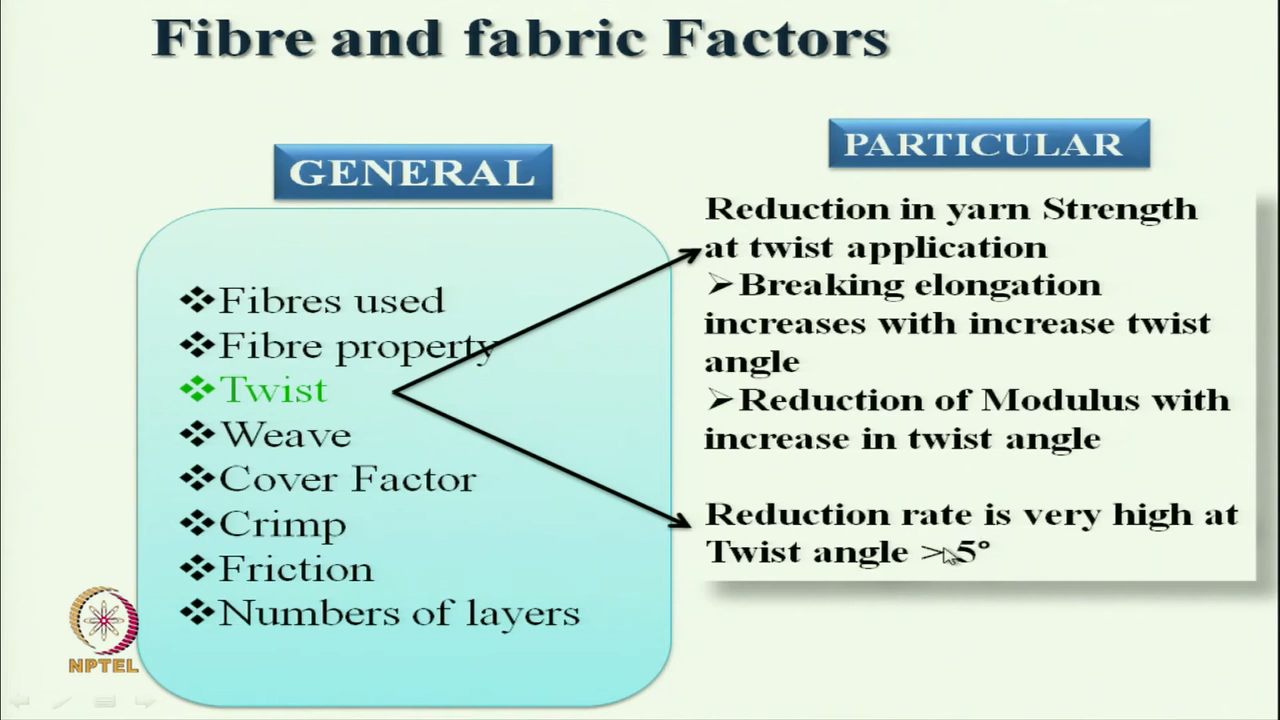 Fibre and fabric Factors
GENERAL
❖Fibres used
❖Fibre property
❖Twist
❖Weave
❖Cover Factor
❖Crimp
❖Friction
❖Numbers of layers
PARTICULAR
Reduction in yarn Strength
at twist application
➢Breaking elongation
increases with increase twist
angle
➢Reduction of Modulus with
increase in twist angle
Reduction rate is very high at
Twist angle >5°
NPTEL